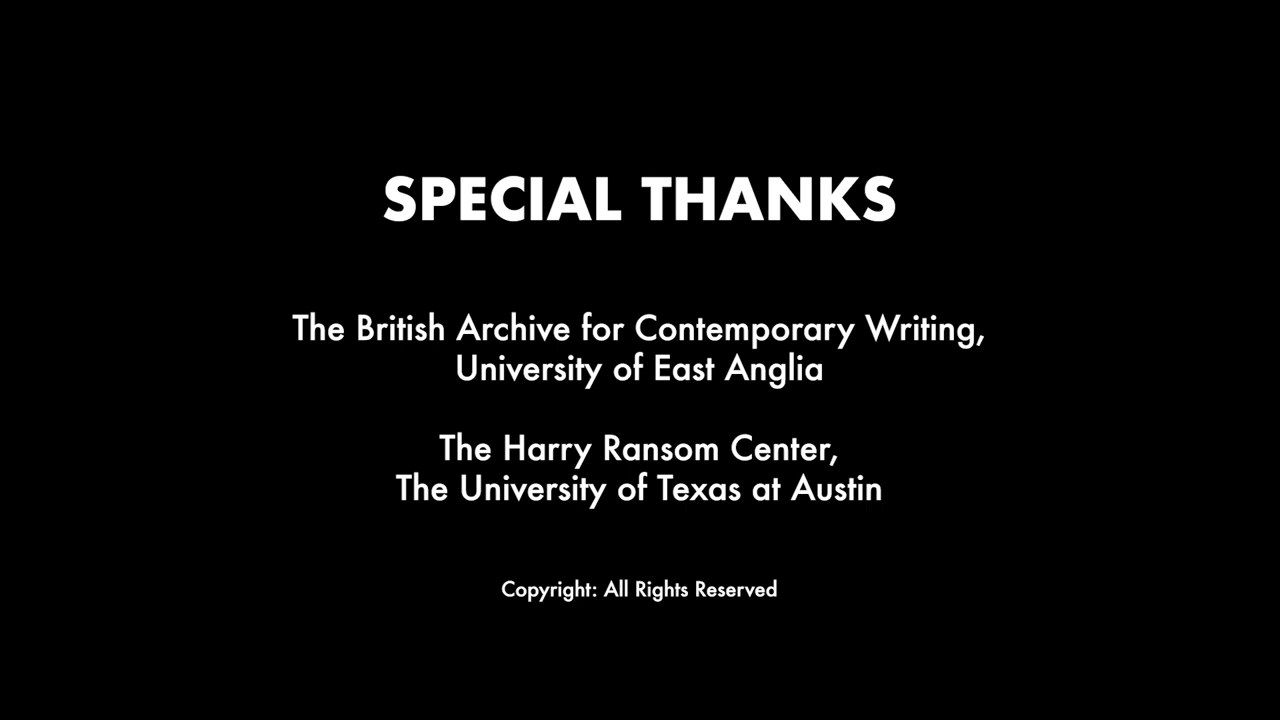 SPECIAL THANKS
The British Archive for Contemporary Writing,
University of East Anglia
The Harry Ransom Center,
The University of Texas at Austin
Copyright: All Rights Reserved